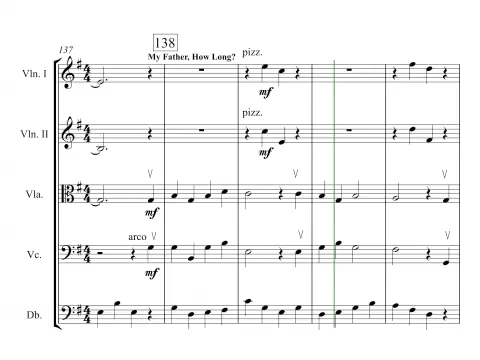 137
138
My Father, How Long?
pizz.
Vln. I
mf
pizz.
Vln. II
mf
Vla.
mf
arco
Vc.
mf
Db.